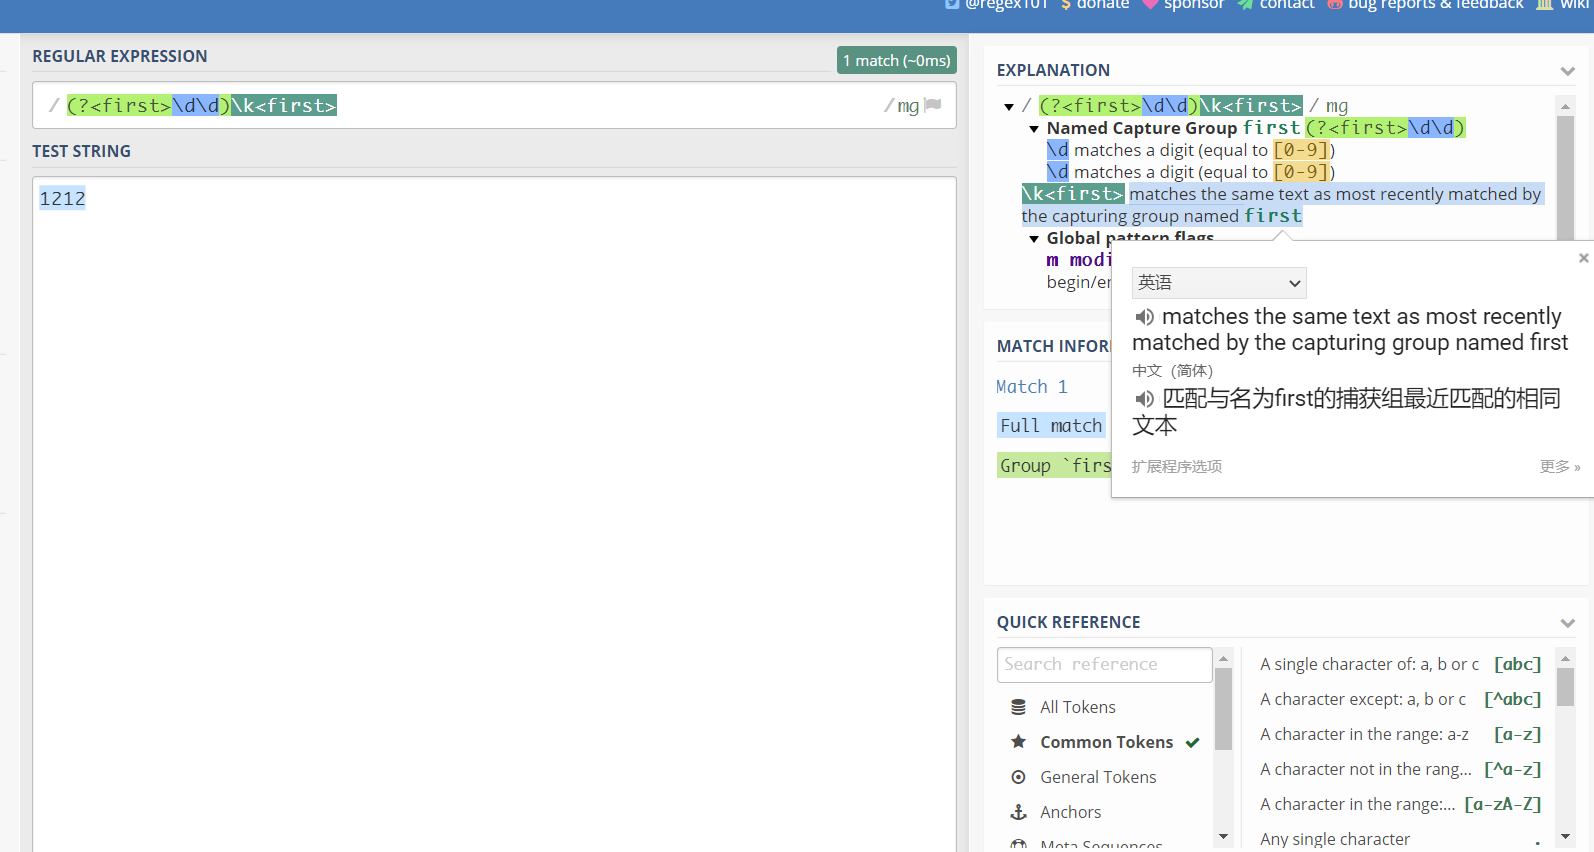 @regex101 $ donate sponsor contact bug reports & feedback wiki
REGULAR EXPRESSION
1 match (~0ms)
/ (?<first>\d\d)\k<first> / mg
TEST STRING
1212
EXPLANATION
/ (?<first>\d\d)\k<first> / mg
Named Capture Group first (?<first>\d\d)
\d matches a digit (equal to [0-9])
\d matches a digit (equal to [0-9])
\k<first> matches the same text as most recently matched by
the capturing group named first
Global pattern flags
m modi
begin/er
英语
matches the same text as most recently
matched by the capturing group named first
中文（简体）
匹配与名为first的捕获组最近匹配的相同
文本
扩展程序选项
更多 »
MATCH INFOR
Match 1
Full match
Group `firs
QUICK REFERENCE
Search reference
All Tokens
Common Tokens
General Tokens
Anchors
Meta Sequences
A single character of: a, b or c [abc]
A character except: a, b or c [^abc]
A character in the range: a-z [a-z]
A character not in the rang... [^a-z]
A character in the range:... [a-zA-Z]
Any single character .